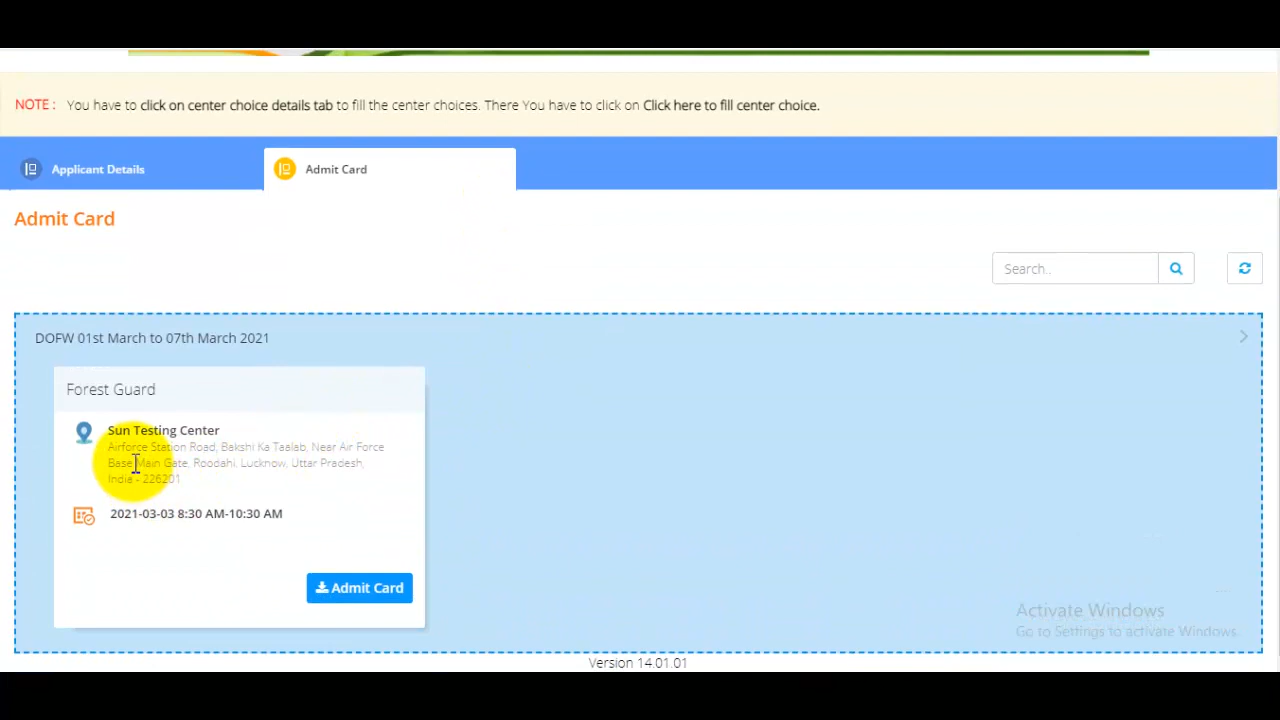 NOTE : You have to click on center choice details tab to fill the center choices. There You have to click on Click here to fill center choice.
Applicant Details
Admit Card
Admit Card
Search..
DOFW 01st March to 07th March 2021
Forest Guard
Sun Testing Center
Airforce Station Road, Bakshi Ka Taalab, Near Air Force
Base Main Gate, Roodahi, Lucknow, Uttar Pradesh,
India - 226201
2021-03-03 8:30 AM-10:30 AM
Admit Card
Activate Windows
Go to Settings to activate Windows.
Version 14.01.01